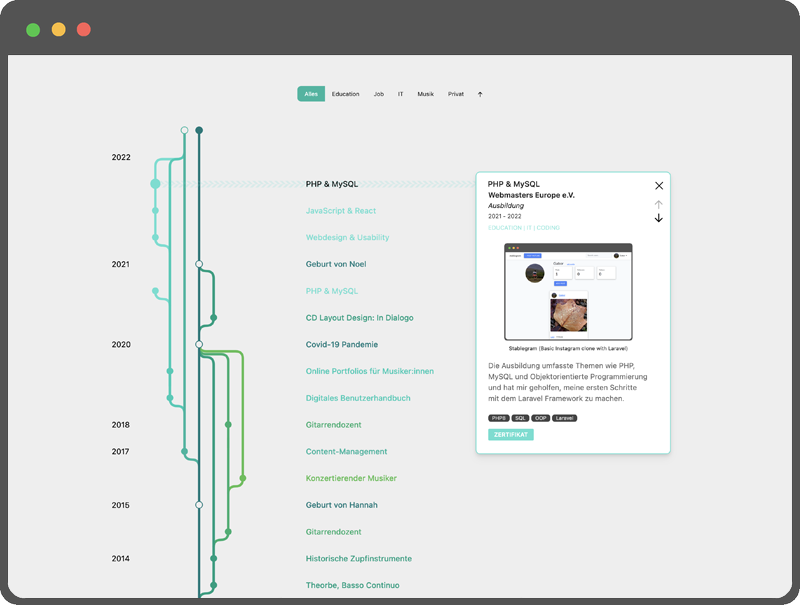 Alles Education Job IT Musik Privat ↑
2022
PHP & MySQL
JavaScript & React
Webdesign & Usability
2021 Geburt von Noel
PHP & MySQL
CD Layout Design: In Dialogo
2020 Covid-19 Pandemie
Online Portfolios für Musiker:innen
Digitales Benutzerhandbuch
2018 Gitarrendozent
2017 Content-Management
Konzertierender Musiker
2015 Geburt von Hannah
Gitarrendozent
2014 Historische Zupfinstrumente
Theorbe, Basso Continuo
PHP & MySQL
Webmasters Europe e.V.
Ausbildung
2021 - 2022
EDUCATION | IT | CODING
Stablegram (Basic Instagram clone with Laravel)
Die Ausbildung umfasste Themen wie PHP,
MySQL und Objektorientierte Programmierung
und hat mir geholfen, meine ersten Schritte
mit dem Laravel Framework zu machen.
PHP8 SQL OOP Laravel
ZERTIFIKAT